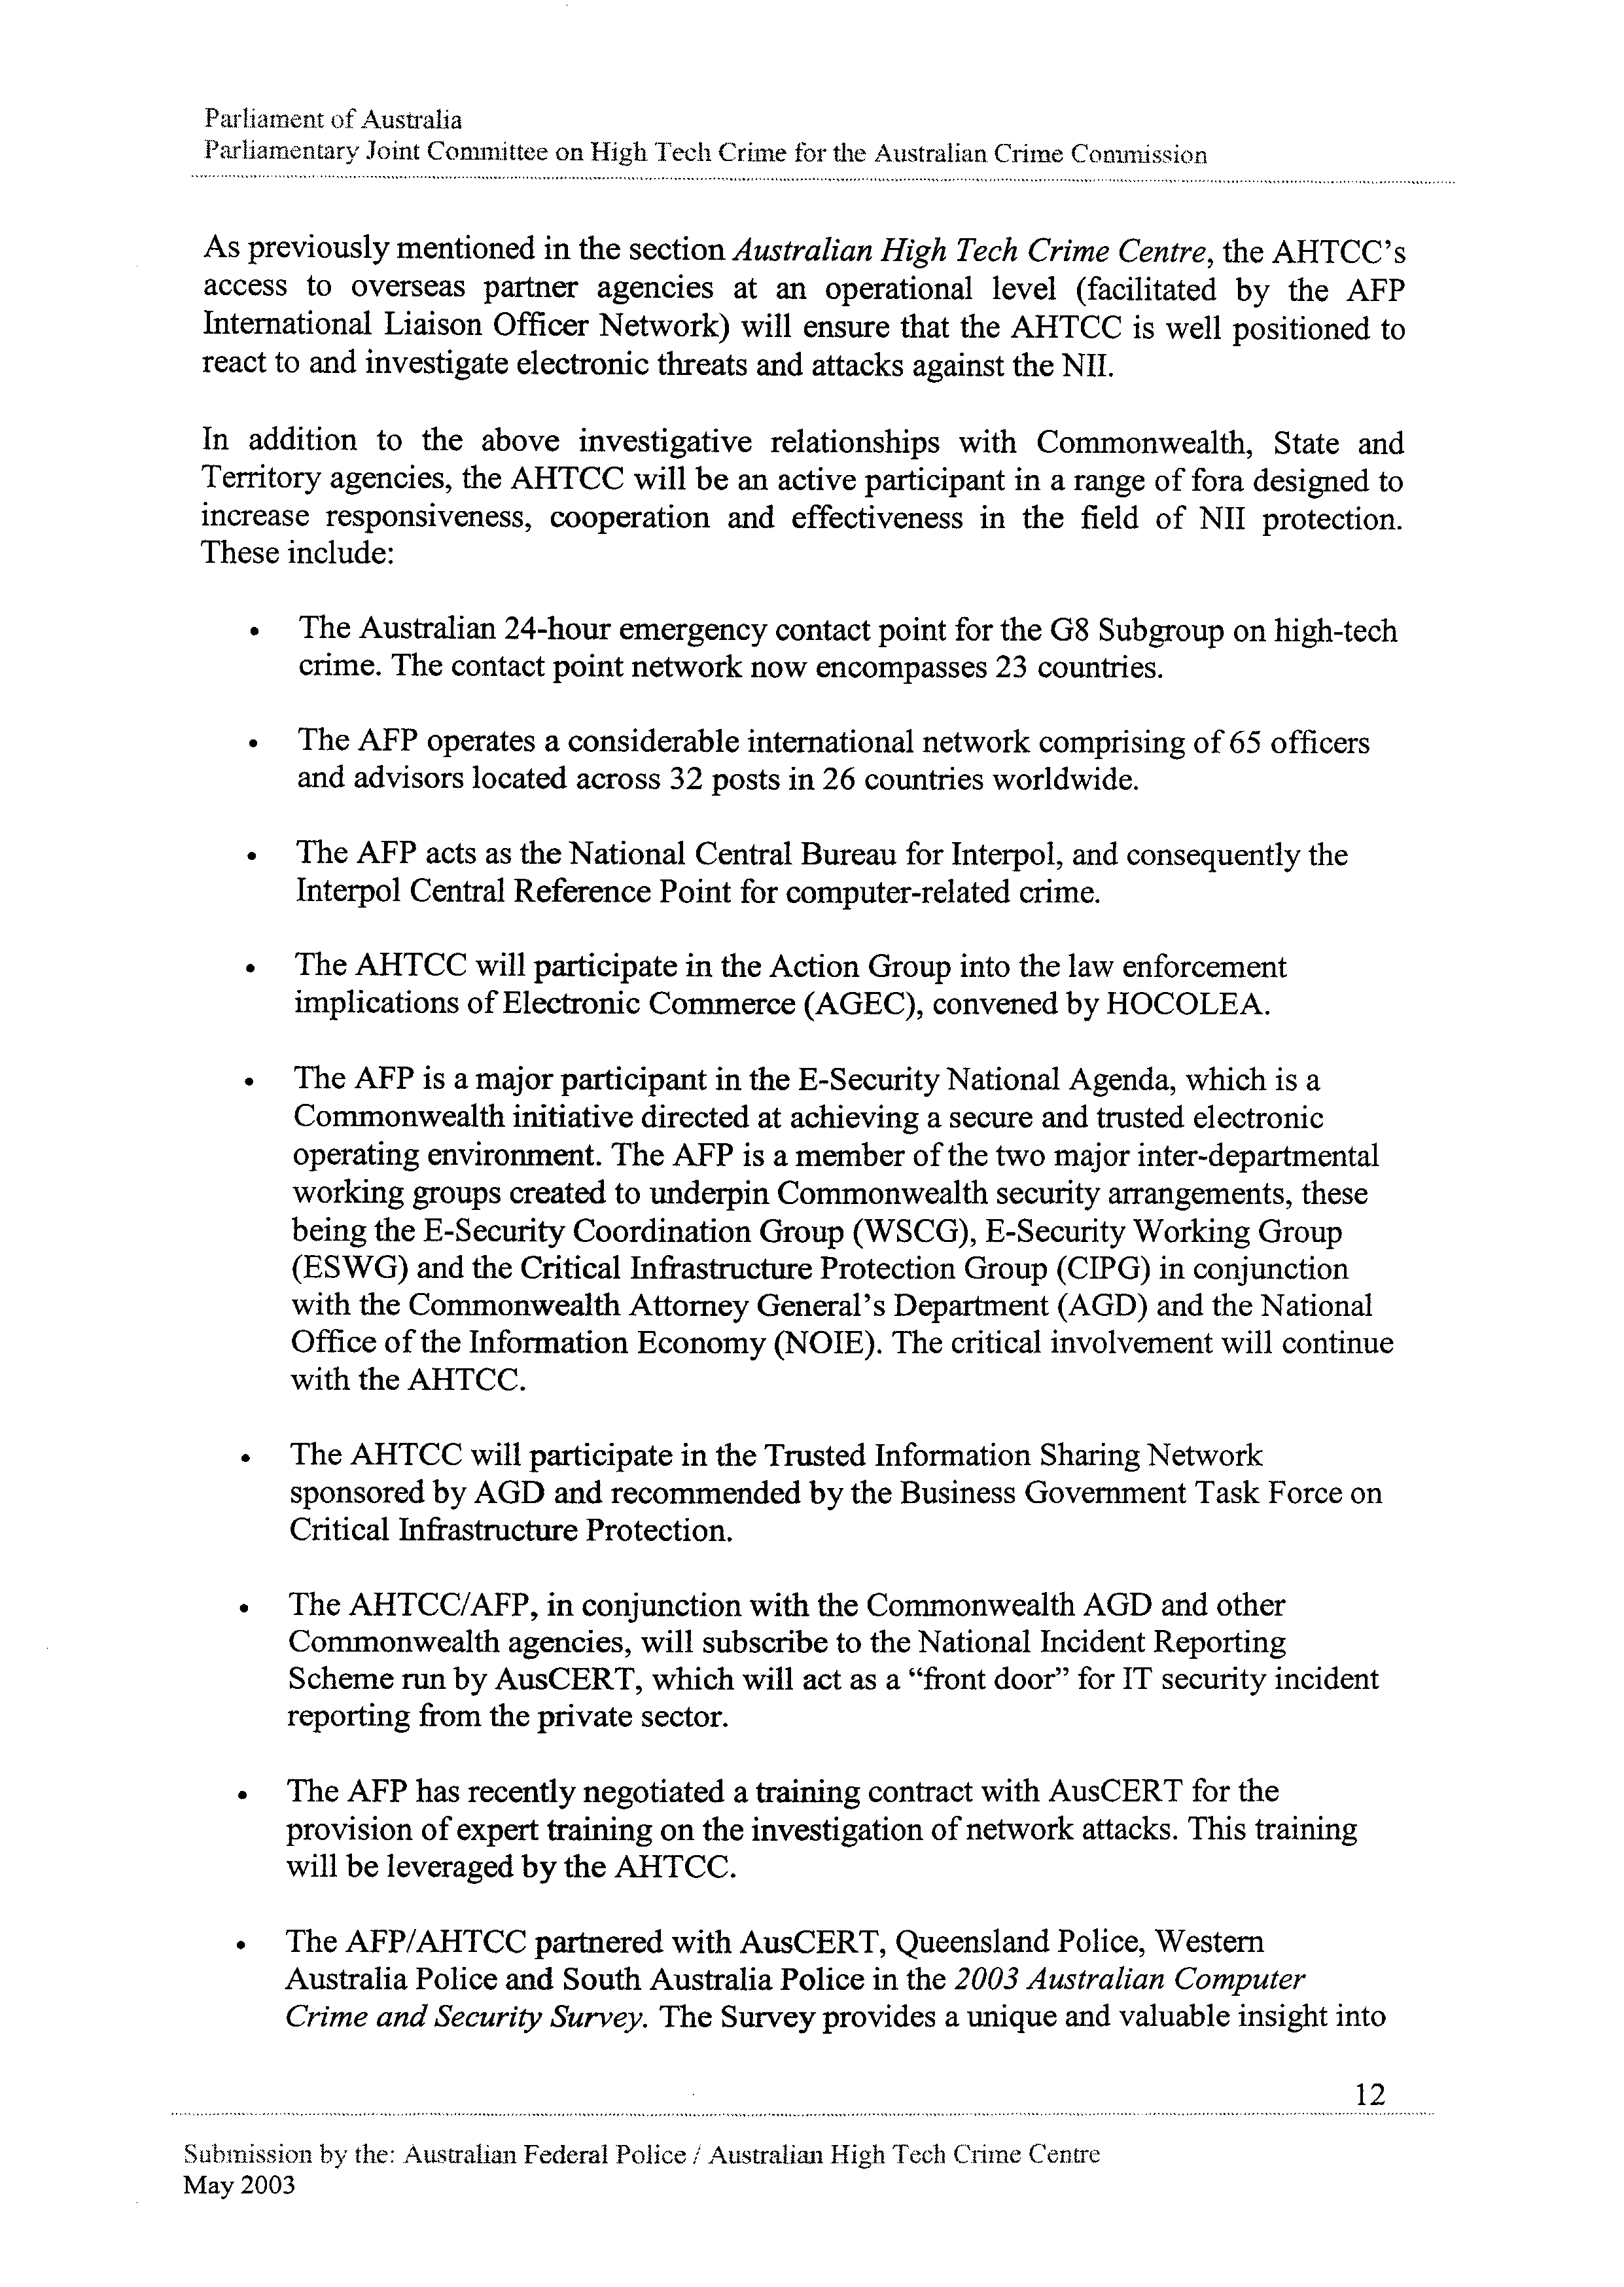 Parliament of Australia
Parliamentary Joint Committee on High Tech Crime for the Australian Crime Commission
As previously mentioned in the section Australian High Tech Crime Centre, the AHTCC's
access to overseas partner agencies at an operational level (facilitated by the AFP
International Liaison Officer Network) will ensure that the AHTCC is well positioned to
react to and investigate electronic threats and attacks against the NII.
In addition to the above investigative relationships with Commonwealth, State and
Territory agencies, the AHTCC will be an active participant in a range of fora designed to
increase responsiveness, cooperation and effectiveness in the field of NII protection.
These include:
• The Australian 24-hour emergency contact point for the G8 Subgroup on high-tech
crime. The contact point network now encompasses 23 countries.
• The AFP operates a considerable international network comprising of 65 officers
and advisors located across 32 posts in 26 countries worldwide.
• The AFP acts as the National Central Bureau for Interpol, and consequently the
Interpol Central Reference Point for computer-related crime.
• The AHTCC will participate in the Action Group into the law enforcement
implications of Electronic Commerce (AGEC), convened by HOCOLEA.
• The AFP is a major participant in the E-Security National Agenda, which is a
Commonwealth initiative directed at achieving a secure and trusted electronic
operating environment. The AFP is a member of the two major inter-departmental
working groups created to underpin Commonwealth security arrangements, these
being the E-Security Coordination Group (WSCG), E-Security Working Group
(ESWG) and the Critical Infrastructure Protection Group (CIPG) in conjunction
with the Commonwealth Attorney General's Department (AGD) and the National
Office of the Information Economy (NOIE). The critical involvement will continue
with the AHTCC.
• The AHTCC will participate in the Trusted Information Sharing Network
sponsored by AGD and recommended by the Business Government Task Force on
Critical Infrastructure Protection.
• The AHTCC/AFP, in conjunction with the Commonwealth AGD and other
Commonwealth agencies, will subscribe to the National Incident Reporting
Scheme run by AusCERT, which will act as a “front door” for IT security incident
reporting from the private sector.
• The AFP has recently negotiated a training contract with AusCERT for the
provision of expert training on the investigation of network attacks. This training
will be leveraged by the AHTCC.
• The AFP/AHTCC partnered with AusCERT, Queensland Police, Western
Australia Police and South Australia Police in the 2003 Australian Computer
Crime and Security Survey. The Survey provides a unique and valuable insight into
12
Submission by the: Australian Federal Police / Australian High Tech Crime Centre
May 2003